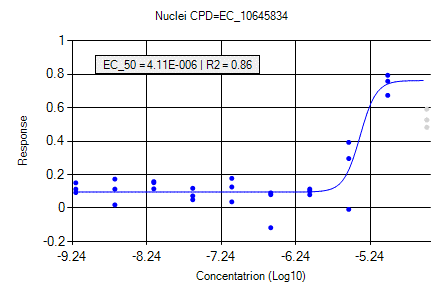 Nuclei CPD=EC_10645834
EC_50 = 4.11E-006 | R2 = 0.86
1
0.8
0.6
0.4
0.2
0
-0.2
Response
-9.24 -8.24 -7.24 -6.24 -5.24
Concentatrion (Log10)